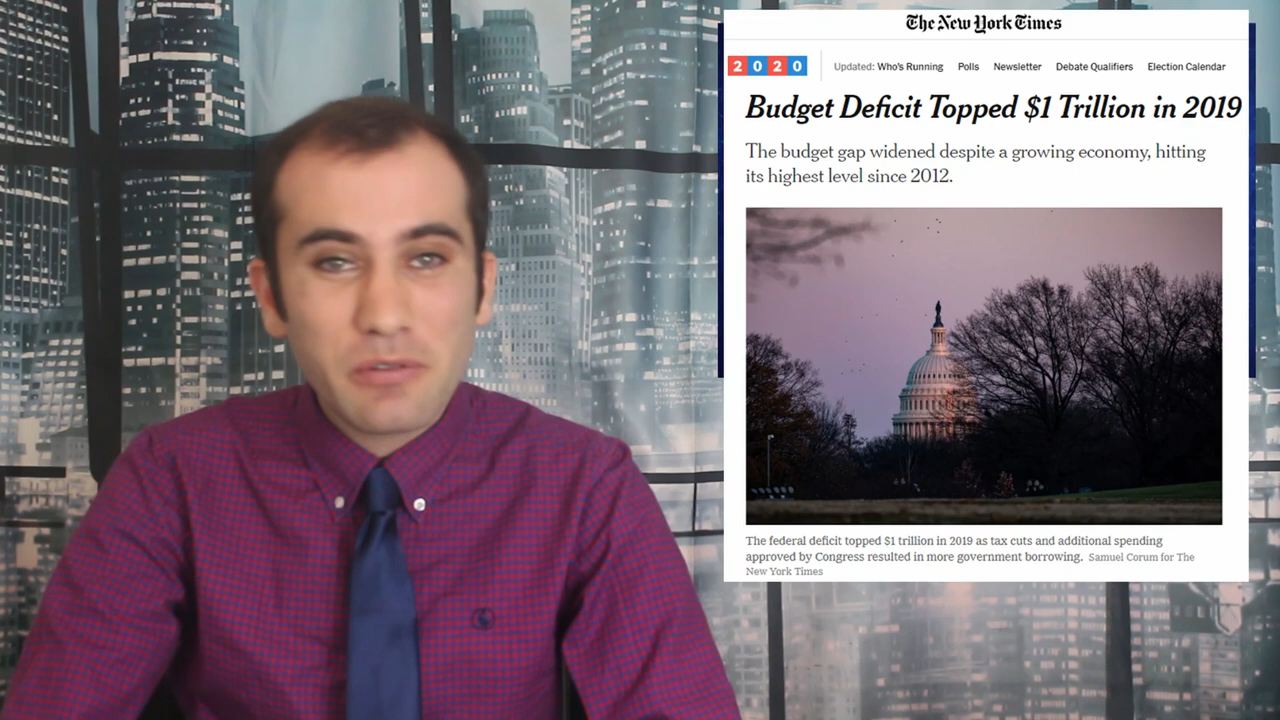 The New York Times
2020
Updated: Who's Running Polls Newsletter Debate Qualifiers Election Calendar
Budget Deficit Topped $1 Trillion in 2019
The budget gap widened despite a growing economy, hitting
its highest level since 2012.
The federal deficit topped $1 trillion in 2019 as tax cuts and additional spending
approved by Congress resulted in more government borrowing. Samuel Corum for The
New York Times